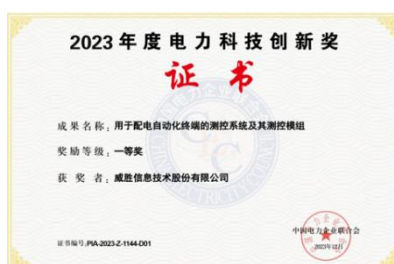 2023年度电力科技创新奖
证书
成果名称：用于配电自动化终端的测控系统及其测控模组
奖励等级：一等奖
获奖者：威胜信息技术股份有限公司
中国电力企业联合会
2023年12月
证书编号：PIA-2023-Z-1144-D01